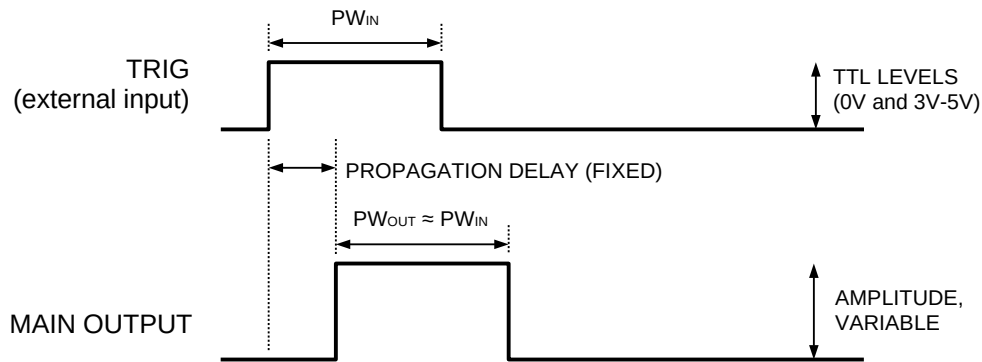 PWIN
TRIG
(external input)
TTL LEVELS
(0V and 3V-5V)
PROPAGATION DELAY (FIXED)
PWOUT ≈ PWIN
MAIN OUTPUT
AMPLITUDE,
VARIABLE